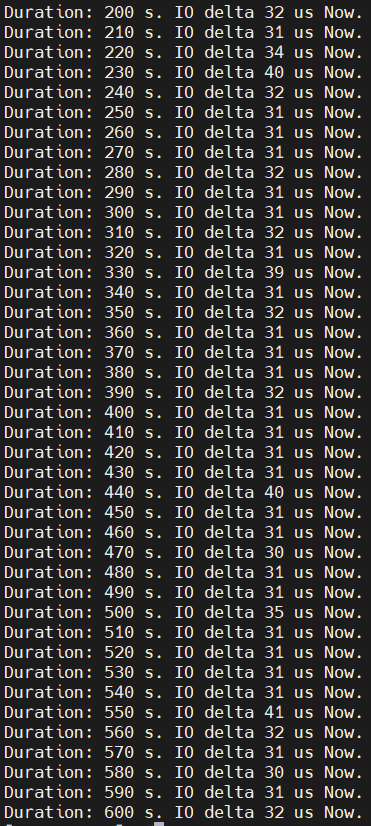 Duration: 200 s. IO delta 32 us Now.
Duration: 210 s. IO delta 31 us Now.
Duration: 220 s. IO delta 34 us Now.
Duration: 230 s. IO delta 40 us Now.
Duration: 240 s. IO delta 32 us Now.
Duration: 250 s. IO delta 31 us Now.
Duration: 260 s. IO delta 31 us Now.
Duration: 270 s. IO delta 31 us Now.
Duration: 280 s. IO delta 32 us Now.
Duration: 290 s. IO delta 31 us Now.
Duration: 300 s. IO delta 31 us Now.
Duration: 310 s. IO delta 32 us Now.
Duration: 320 s. IO delta 31 us Now.
Duration: 330 s. IO delta 39 us Now.
Duration: 340 s. IO delta 31 us Now.
Duration: 350 s. IO delta 32 us Now.
Duration: 360 s. IO delta 31 us Now.
Duration: 370 s. IO delta 31 us Now.
Duration: 380 s. IO delta 31 us Now.
Duration: 390 s. IO delta 32 us Now.
Duration: 400 s. IO delta 31 us Now.
Duration: 410 s. IO delta 31 us Now.
Duration: 420 s. IO delta 31 us Now.
Duration: 430 s. IO delta 31 us Now.
Duration: 440 s. IO delta 40 us Now.
Duration: 450 s. IO delta 31 us Now.
Duration: 460 s. IO delta 31 us Now.
Duration: 470 s. IO delta 30 us Now.
Duration: 480 s. IO delta 31 us Now.
Duration: 490 s. IO delta 31 us Now.
Duration: 500 s. IO delta 35 us Now.
Duration: 510 s. IO delta 31 us Now.
Duration: 520 s. IO delta 31 us Now.
Duration: 530 s. IO delta 31 us Now.
Duration: 540 s. IO delta 31 us Now.
Duration: 550 s. IO delta 41 us Now.
Duration: 560 s. IO delta 32 us Now.
Duration: 570 s. IO delta 31 us Now.
Duration: 580 s. IO delta 30 us Now.
Duration: 590 s. IO delta 31 us Now.
Duration: 600 s. IO delta 32 us Now.